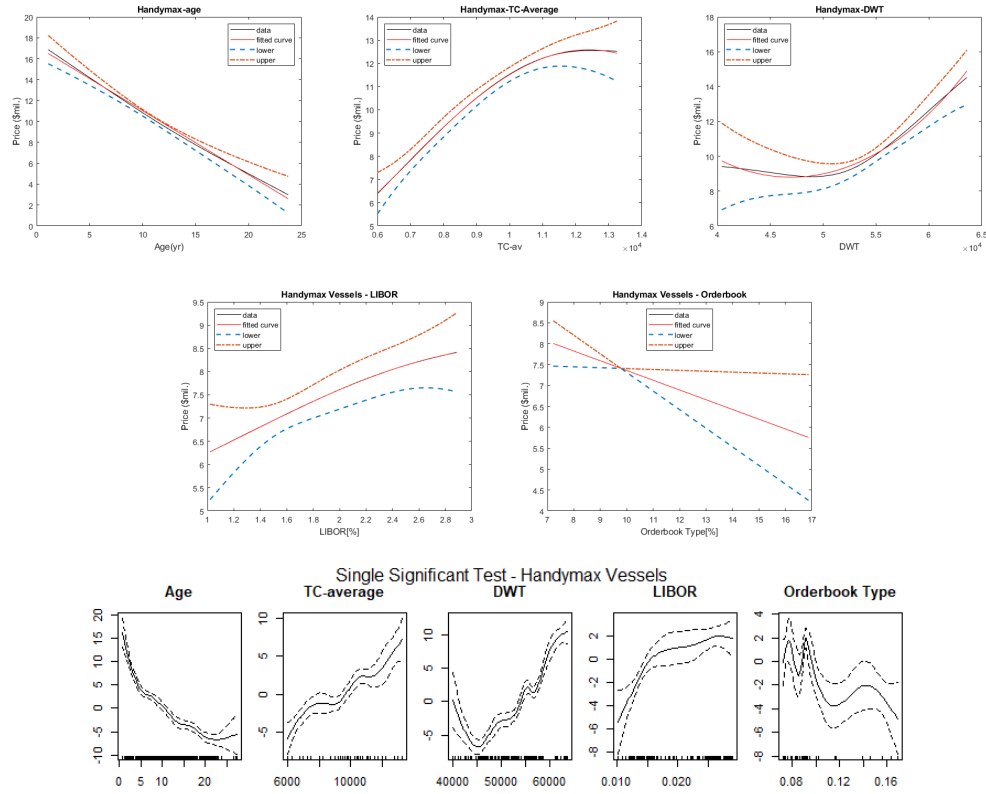 Handymax-age
20
18
16
14
12
10
8
6
4
2
0
Price ($mil.)
0 5 10 15 20 25 30
Age(yr)
data
fitted curve
lower
upper
Handymax-TC-Average
14
13
12
11
10
9
8
7
6
5
Price ($mil.)
0.6 0.7 0.8 0.9 1 1.1 1.2 1.3 1.4
TC-av
×10⁴
data
fitted curve
lower
upper
Handymax-DWT
18
16
14
12
10
8
6
Price ($mil.)
4 4.5 5 5.5 6 6.5
DWT
×10⁴
data
fitted curve
lower
upper
Handymax Vessels - LIBOR
9.5
9
8.5
8
7.5
7
6.5
6
5.5
5
Price ($mil.)
1 1.2 1.4 1.6 1.8 2 2.2 2.4 2.6 2.8 3
LIBOR[%]
data
fitted curve
lower
upper
Handymax Vessels - Orderbook
9
8.5
8
7.5
7
6.5
6
5.5
5
4.5
4
Price ($mil.)
7 8 9 10 11 12 13 14 15 16 17
Orderbook Type[%]
data
fitted curve
lower
upper
Single Significant Test - Handymax Vessels
Age
20
15
10
5
0
-5
-10
0 5 10 20
TC-average
10
5
0
-5
6000 10000
DWT
10
5
0
-5
40000 50000 60000
LIBOR
2
0
-2
-4
-6
-8
0.010 0.020
Orderbook Type
4
2
0
-2
-4
-6
-8
0.08 0.12 0.16